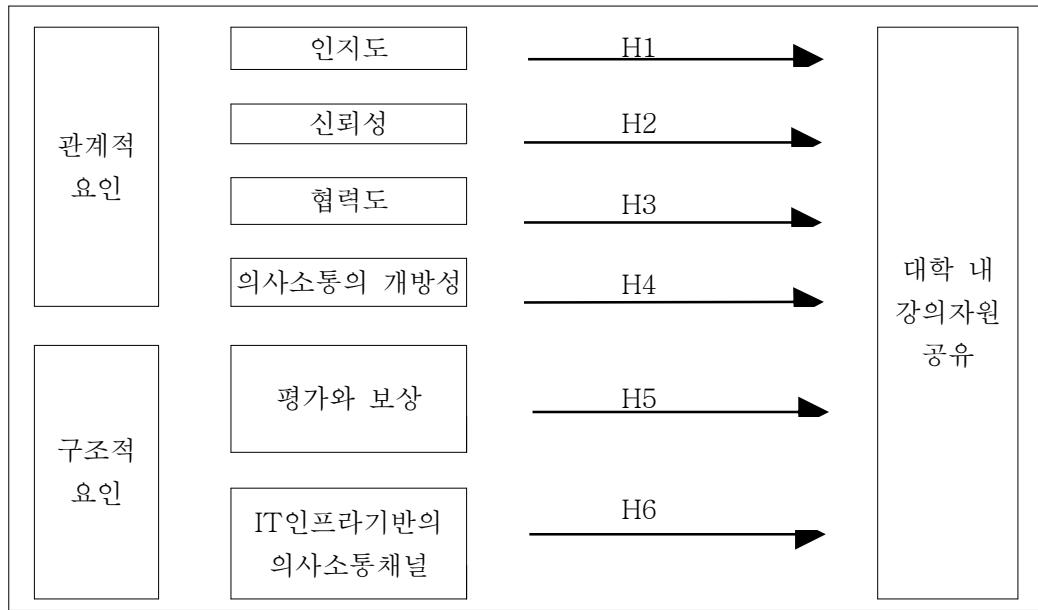 관계적
요인
인지도
H1
신뢰성
H2
협력도
H3
의사소통의 개방성
H4
구조적
요인
평가와 보상
H5
IT인프라기반의
의사소통채널
H6
대학 내
강의자원
공유